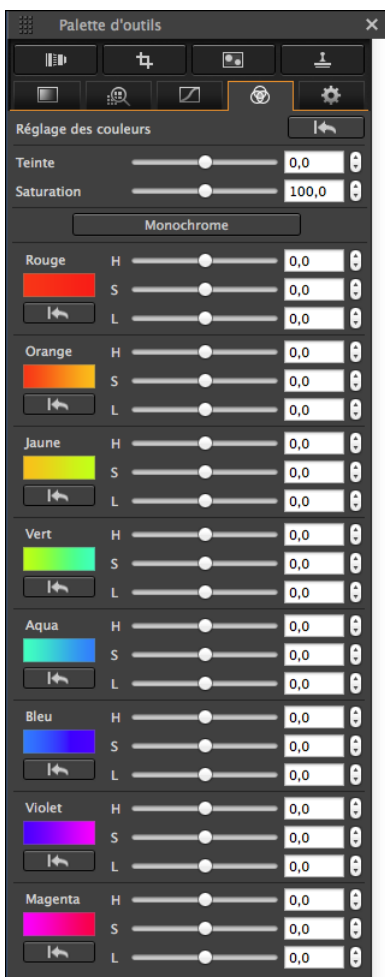 Palette d'outils
Réglage des couleurs
Teinte 0,0
Saturation 100,0
Monochrome
Rouge H 0,0
S 0,0
L 0,0
Orange H 0,0
S 0,0
L 0,0
Jaune H 0,0
S 0,0
L 0,0
Vert H 0,0
S 0,0
L 0,0
Aqua H 0,0
S 0,0
L 0,0
Bleu H 0,0
S 0,0
L 0,0
Violet H 0,0
S 0,0
L 0,0
Magenta H 0,0
S 0,0
L 0,0